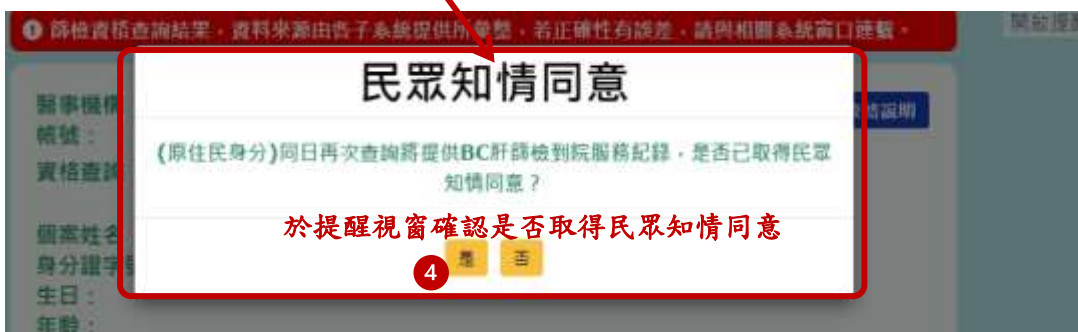 篩檢資格查詢結果，資料來源由各子系統提供所彙整，若正確性有誤差，請與相關系統窗口連繫。
民眾知情同意
醫事機構
帳號：
(原住民身分)同日再次查詢將提供BC肝篩檢到院服務紀錄，是否已取得民眾
知情同意？
資格查詢
於提醒視窗確認是否取得民眾知情同意
個案姓名
4
是 否
身分證字
生日：
年齡：